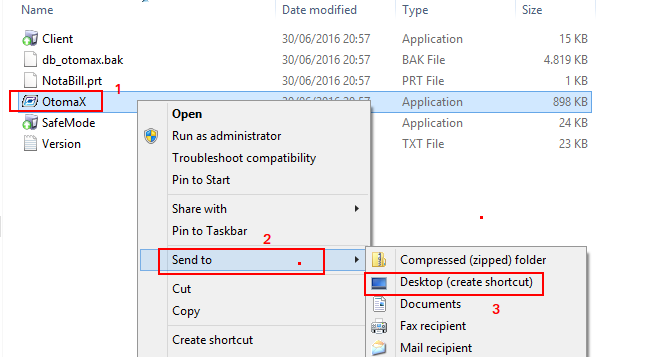 Name Date modified Type Size
Client 30/06/2016 20:57 Application 15 KB
db_otomax.bak 30/06/2016 20:57 BAK File 4.819 KB
NotaBill.prt 30/06/2016 20:57 PRT File 1 KB
1
OtomaX 30/06/2016 20:57 Application 898 KB
SafeMode Application 24 KB
Version TXT File 23 KB
Open
Run as administrator
Troubleshoot compatibility
Pin to Start
Share with
Pin to Taskbar
2
Send to
Cut
Copy
Create shortcut
Compressed (zipped) folder
Desktop (create shortcut)
3
Documents
Fax recipient
Mail recipient